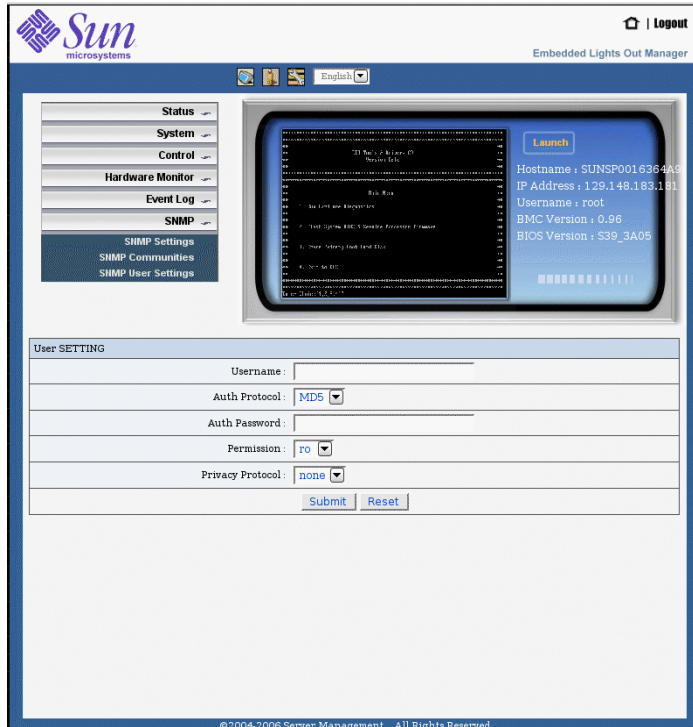 Sun
microsystems
| Logout
Embedded Lights Out Manager
English
Status
System
Control
Hardware Monitor
Event Log
SNMP
SNMP Settings
SNMP Communities
SNMP User Settings
Main Menu
Launch
Hostname : SUNSP0016364A9
IP Address : 129.148.183.181
Username : root
BMC Version : 0.96
BIOS Version : S39_3A05
User SETTING
Username :
Auth Protocol : MD5
Auth Password :
Permission : ro
Privacy Protocol : none
Submit Reset
©2004-2006 Server Management All Rights Reserved